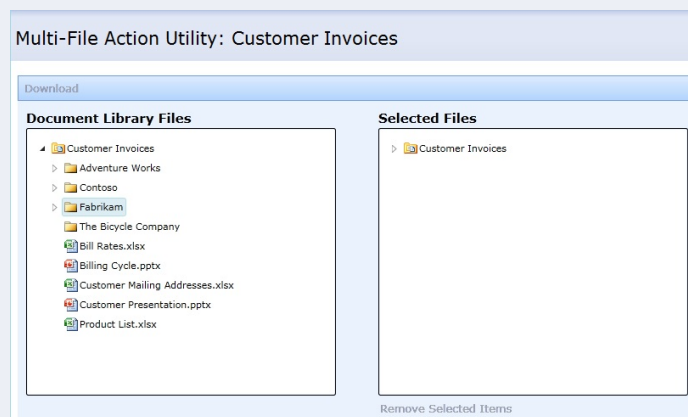 Multi-File Action Utility: Customer Invoices
Download
Document Library Files
Customer Invoices
Adventure Works
Contoso
Fabrikam
The Bicycle Company
Bill Rates.xlsx
Billing Cycle.pptx
Customer Mailing Addresses.xlsx
Customer Presentation.pptx
Product List.xlsx
Selected Files
Customer Invoices
Remove Selected Items